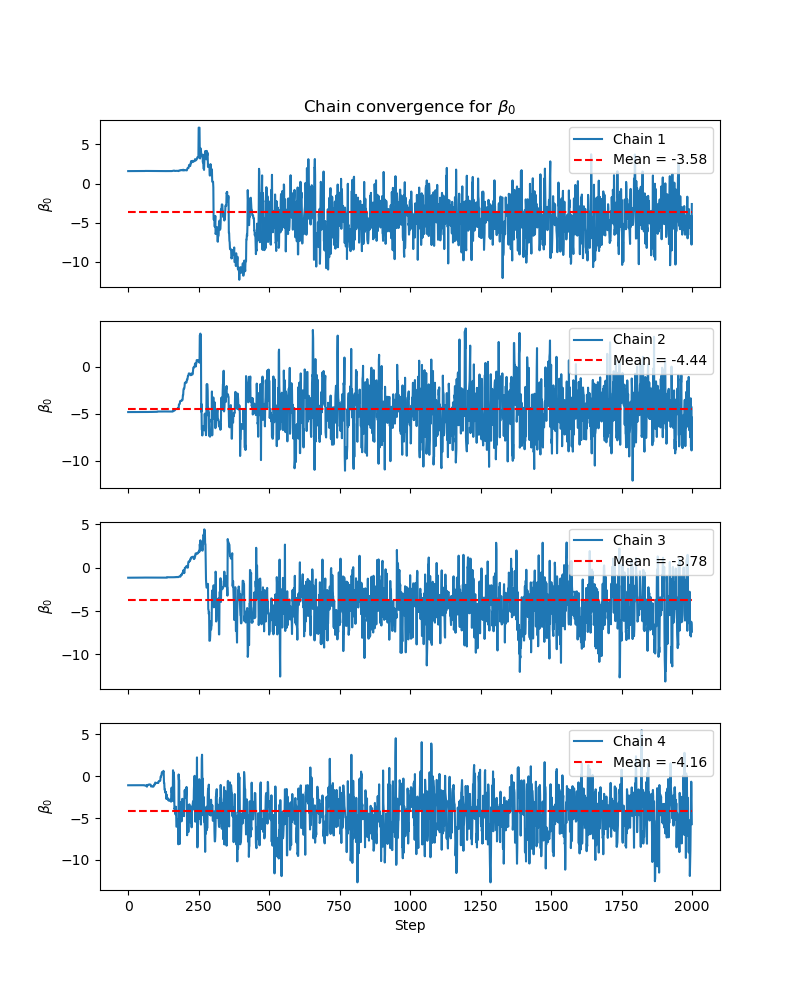 Chain convergence for β₀
5
0
−5
−10
β₀
Chain 1
Mean = -3.58
0
−5
−10
β₀
Chain 2
Mean = -4.44
5
0
−5
−10
β₀
Chain 3
Mean = -3.78
5
0
−5
−10
β₀
Chain 4
Mean = -4.16
0 250 500 750 1000 1250 1500 1750 2000
Step